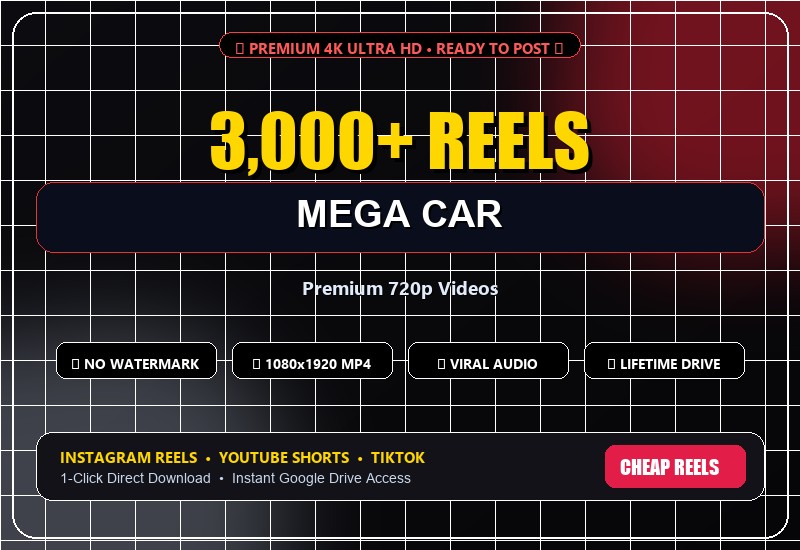 PREMIUM 4K ULTRA HD • READY TO POST
3,000+ REELS
MEGA CAR
Premium 720p Videos
NO WATERMARK
1080x1920 MP4
VIRAL AUDIO
LIFETIME DRIVE
INSTAGRAM REELS • YOUTUBE SHORTS • TIKTOK
1-Click Direct Download • Instant Google Drive Access
CHEAP REELS